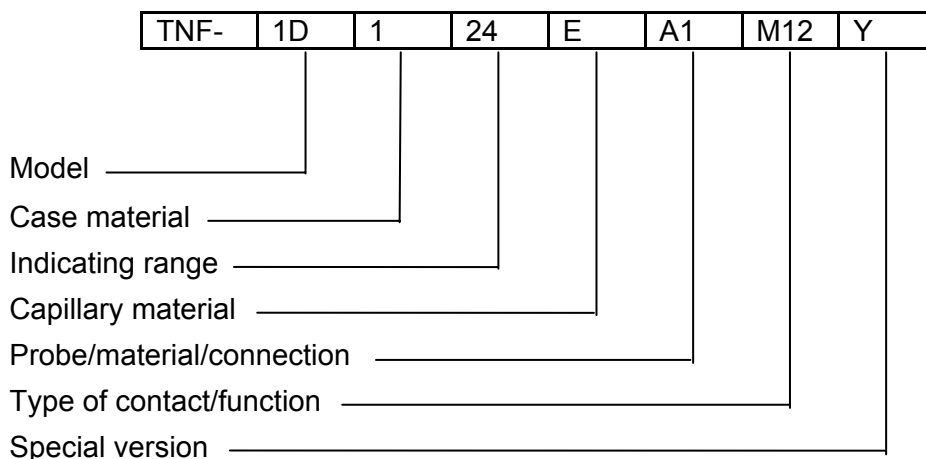 TNF- 1D 1 24 E A1 M12 Y
Model
Case material
Indicating range
Capillary material
Probe/material/connection
Type of contact/function
Special version